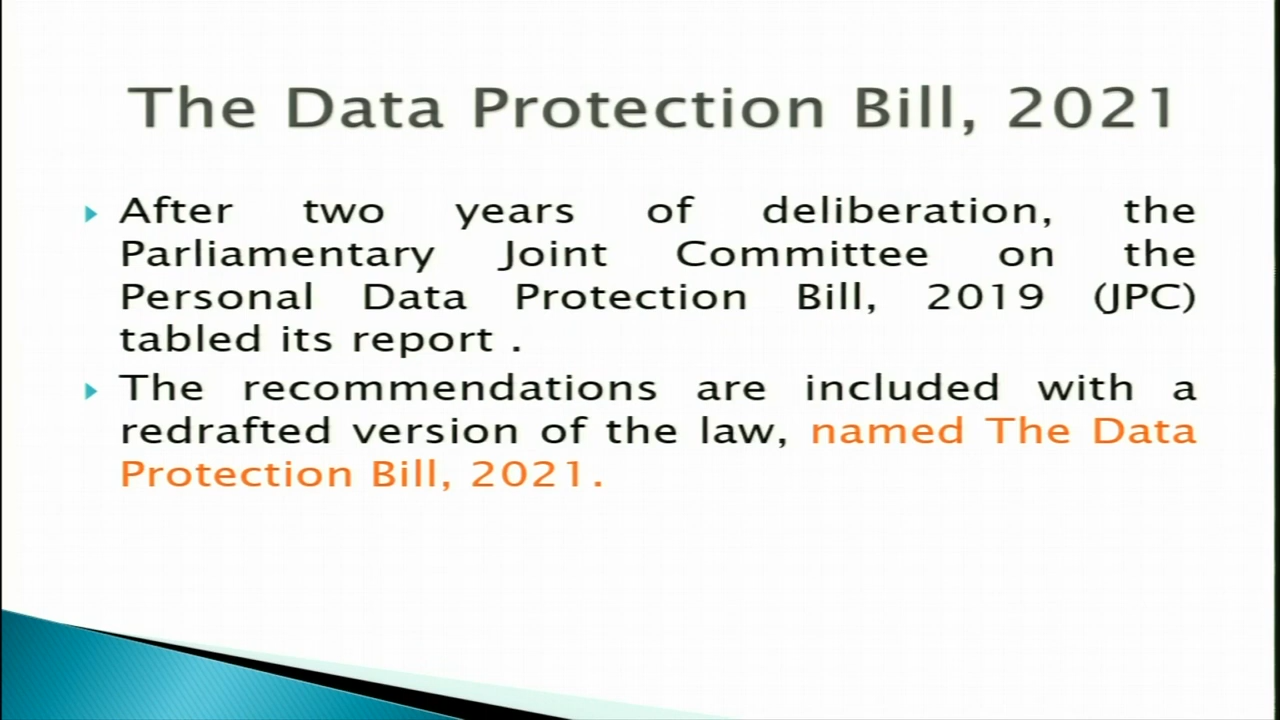 The Data Protection Bill, 2021
After two years of deliberation, the
Parliamentary Joint Committee on the
Personal Data Protection Bill, 2019 (JPC)
tabled its report .
The recommendations are included with a
redrafted version of the law, named The Data
Protection Bill, 2021.